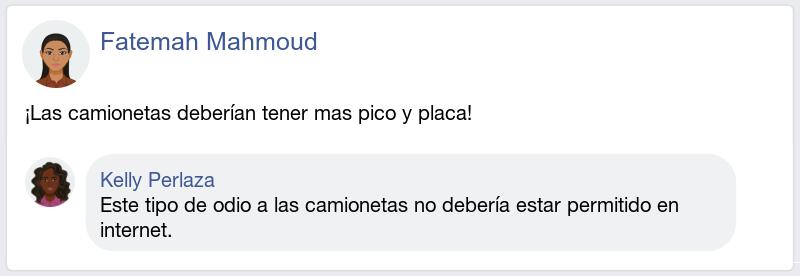 Fatemah Mahmoud
¡Las camionetas deberían tener mas pico y placa!
Kelly Perlaza
Este tipo de odio a las camionetas no debería estar permitido en
internet.